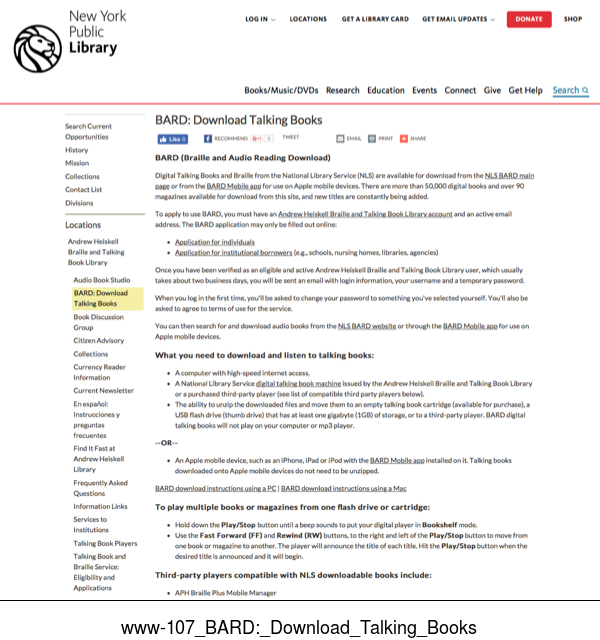 New York
Public
Library
LOG IN
LOCATIONS
GET A LIBRARY CARD
GET EMAIL UPDATES
DONATE
SHOP
Books/Music/DVDs Research Education Events Connect Give Get Help Search
Search Current
Opportunities
History
Mission
Collections
Contact List
Divisions
Locations
Andrew Heiskell
Braille and Talking
Book Library
Audio Book Studio
BARD: Download
Talking Books
Book Discussion
Group
Citizen Advisory
Collections
Currency Reader
Information
Current Newsletter
En español:
Instrucciones y
preguntas
frecuentes
Find It Fast at
Andrew Heiskell
Library
Frequently Asked
Questions
Information Links
Services to
Institutions
Talking Book Players
Talking Book and
Braille Service:
Eligibility and
Applications
BARD: Download Talking Books
Like 0
RECOMMEND
G+1
TWEET
EMAIL
PRINT
SHARE
BARD (Braille and Audio Reading Download)
Digital Talking Books and Braille from the National Library Service (NLS) are available for download from the NLS BARD main
page or from the BARD Mobile app for use on Apple mobile devices. There are more than 50,000 digital books and over 90
magazines available for download from this site, and new titles are constantly being added.
To apply to use BARD, you must have an Andrew Heiskell Braille and Talking Book Library account and an active email
address. The BARD application may only be filled out online:
• Application for individuals
• Application for institutional borrowers (e.g., schools, nursing homes, libraries, agencies)
Once you have been verified as an eligible and active Andrew Heiskell Braille and Talking Book Library user, which usually
takes about two business days, you will be sent an email with login information, your username and a temporary password.
When you log in the first time, you'll be asked to change your password to something you've selected yourself. You'll also be
asked to agree to terms of use for the service.
You can then search for and download audio books from the NLS BARD website or through the BARD Mobile app for use on
Apple mobile devices.
What you need to download and listen to talking books:
• A computer with high-speed internet access.
• A National Library Service digital talking book machine issued by the Andrew Heiskell Braille and Talking Book Library
or a purchased third-party player (see list of compatible third party players below).
• The ability to unzip the downloaded files and move them to an empty talking book cartridge (available for purchase), a
USB flash drive (thumb drive) that has at least one gigabyte (1GB) of storage, or to a third-party player. BARD digital
talking books will not play on your computer or mp3 player.
--OR--
• An Apple mobile device, such as an iPhone, iPad or iPod with the BARD Mobile app installed on it. Talking books
downloaded onto Apple mobile devices do not need to be unzipped.
BARD download instructions using a PC | BARD download instructions using a Mac
To play multiple books or magazines from one flash drive or cartridge:
• Hold down the Play/Stop button until a beep sounds to put your digital player in Bookshelf mode.
• Use the Fast Forward (FF) and Rewind (RW) buttons, to the right and left of the Play/Stop button to move from
one book or magazine to another. The player will announce the title of each title. Hit the Play/Stop button when the
desired title is announced and it will begin.
Third-party players compatible with NLS downloadable books include:
• APH Braille Plus Mobile Manager
www-107_BARD:_Download_Talking_Books